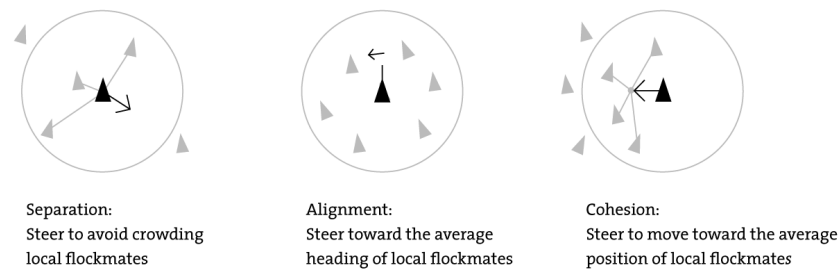 Separation:
Steer to avoid crowding
local flockmates
Alignment:
Steer toward the average
heading of local flockmates
Cohesion:
Steer to move toward the average
position of local flockmates